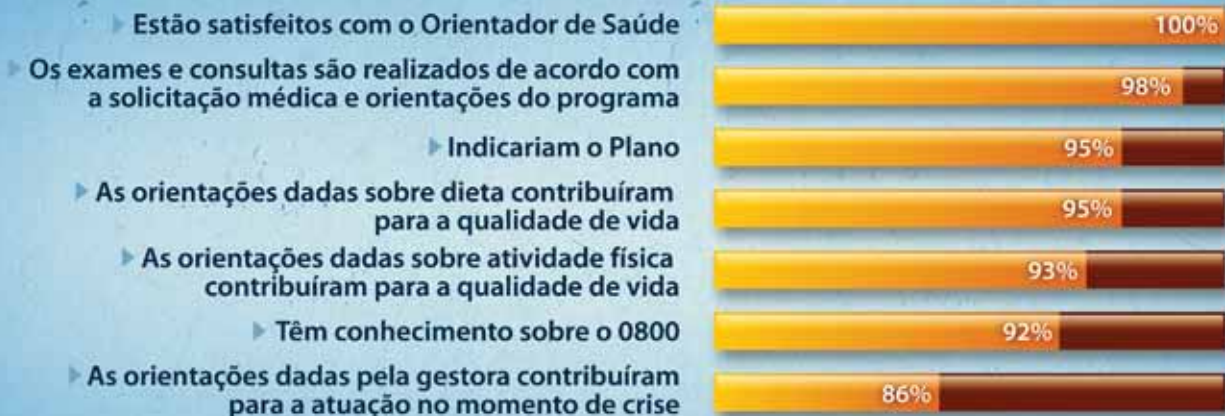 Estão satisfeitos com o Orientador de Saúde
100%
Os exames e consultas são realizados de acordo com
a solicitação médica e orientações do programa
98%
Indicariam o Plano
95%
As orientações dadas sobre dieta contribuíram
para a qualidade de vida
95%
As orientações dadas sobre atividade física
contribuíram para a qualidade de vida
93%
Têm conhecimento sobre o 0800
92%
As orientações dadas pela gestora contribuíram
para a atuação no momento de crise
86%